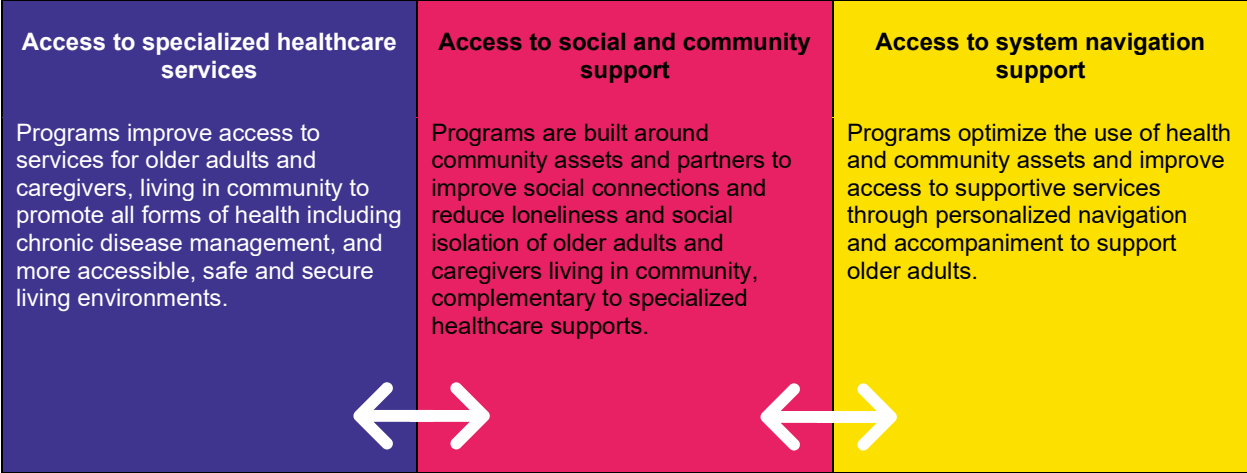 Access to specialized healthcare
services
Programs improve access to
services for older adults and
caregivers, living in community to
promote all forms of health including
chronic disease management, and
more accessible, safe and secure
living environments.
Access to social and community
support
Programs are built around
community assets and partners to
improve social connections and
reduce loneliness and social
isolation of older adults and
caregivers living in community,
complementary to specialized
healthcare supports.
Access to system navigation
support
Programs optimize the use of health
and community assets and improve
access to supportive services
through personalized navigation
and accompaniment to support
older adults.